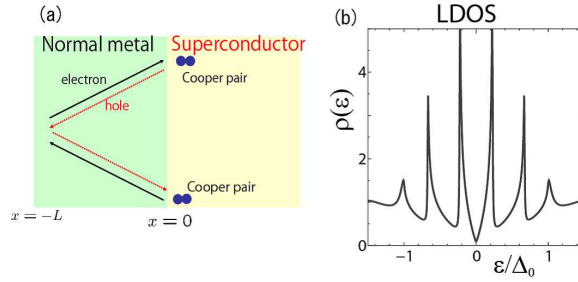 (a)
Normal metal Superconductor
electron
hole
Cooper pair
Cooper pair
x = −L
x = 0
(b)
LDOS
ρ(ε)
4
2
0
−1 0 1
ε/Δ₀